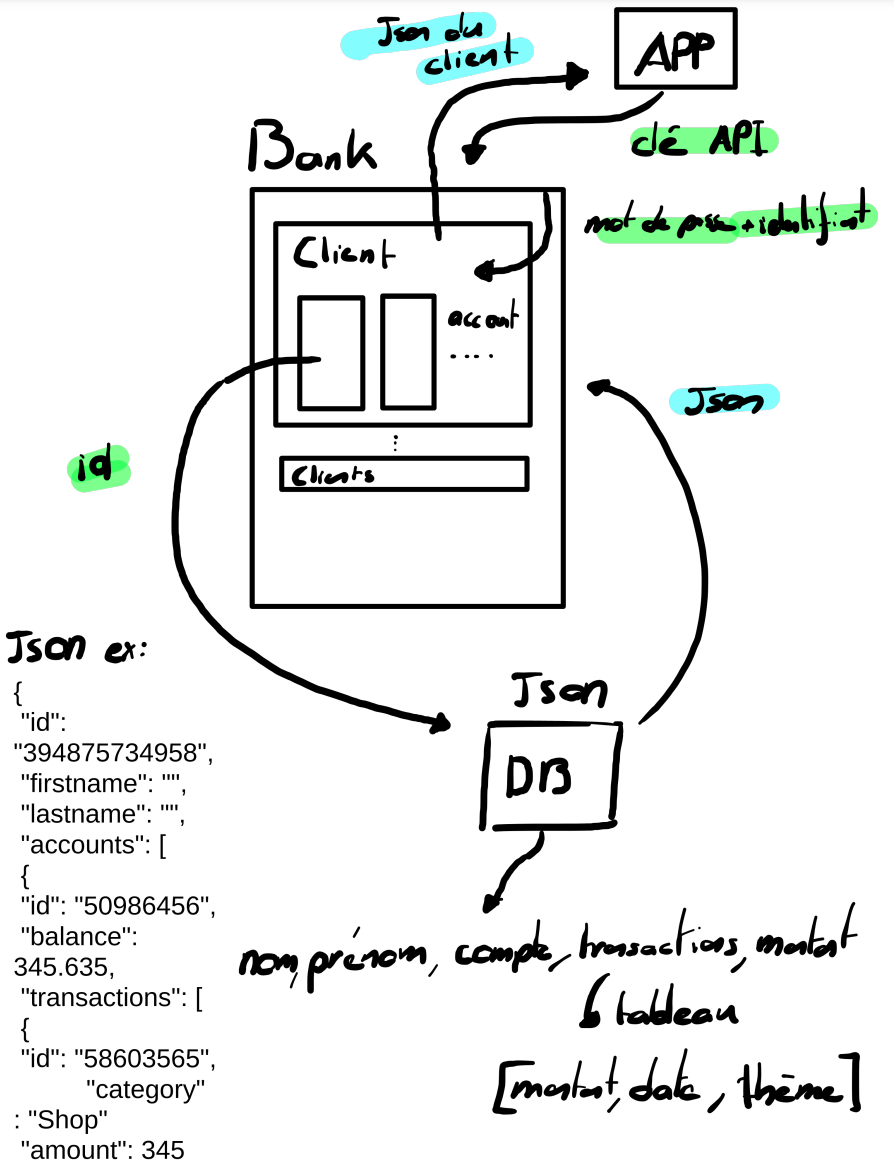 Json du
client
APP
clé API
Bank
mot de passe + identifiant
Client
account
....
Json
id
Clients
Json ex:
{
"id":
"394875734958",
"firstname": "",
"lastname": "",
"accounts": [
{
"id": "50986456",
"balance":
345.635,
"transactions": [
{
"id": "58603565",
"category"
: "Shop"
"amount": 345
Json
DB
nom, prénom, compte, transactions, montant
tableau
[montant, date, thème]